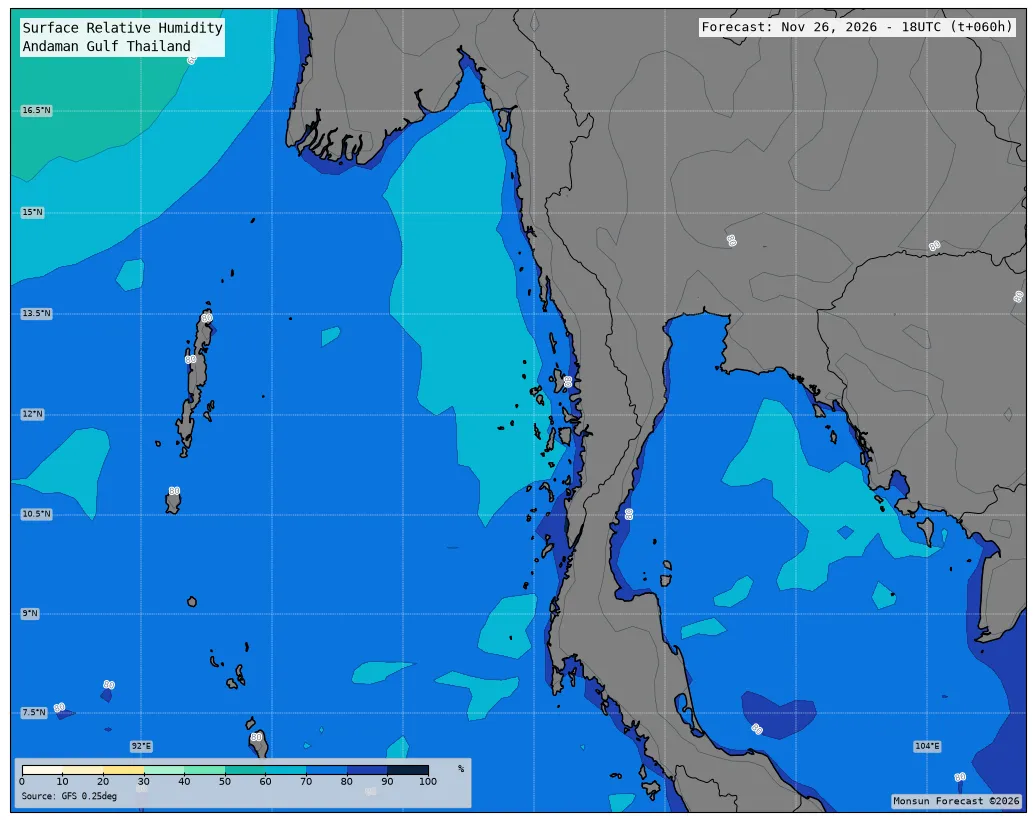 Surface Relative Humidity
Andaman Gulf Thailand
Forecast: Nov 26, 2026 - 18UTC (t+060h)
16.5°N
15°N
80
80
13.5°N
80
80
80
80
12°N
80
10.5°N
80
9°N
80
80
7.5°N
80
80
92°E
104°E
80
%
0 10 20 30 40 50 60 70 80 90 100
Source: GFS 0.25deg
Monsun Forecast ©2026